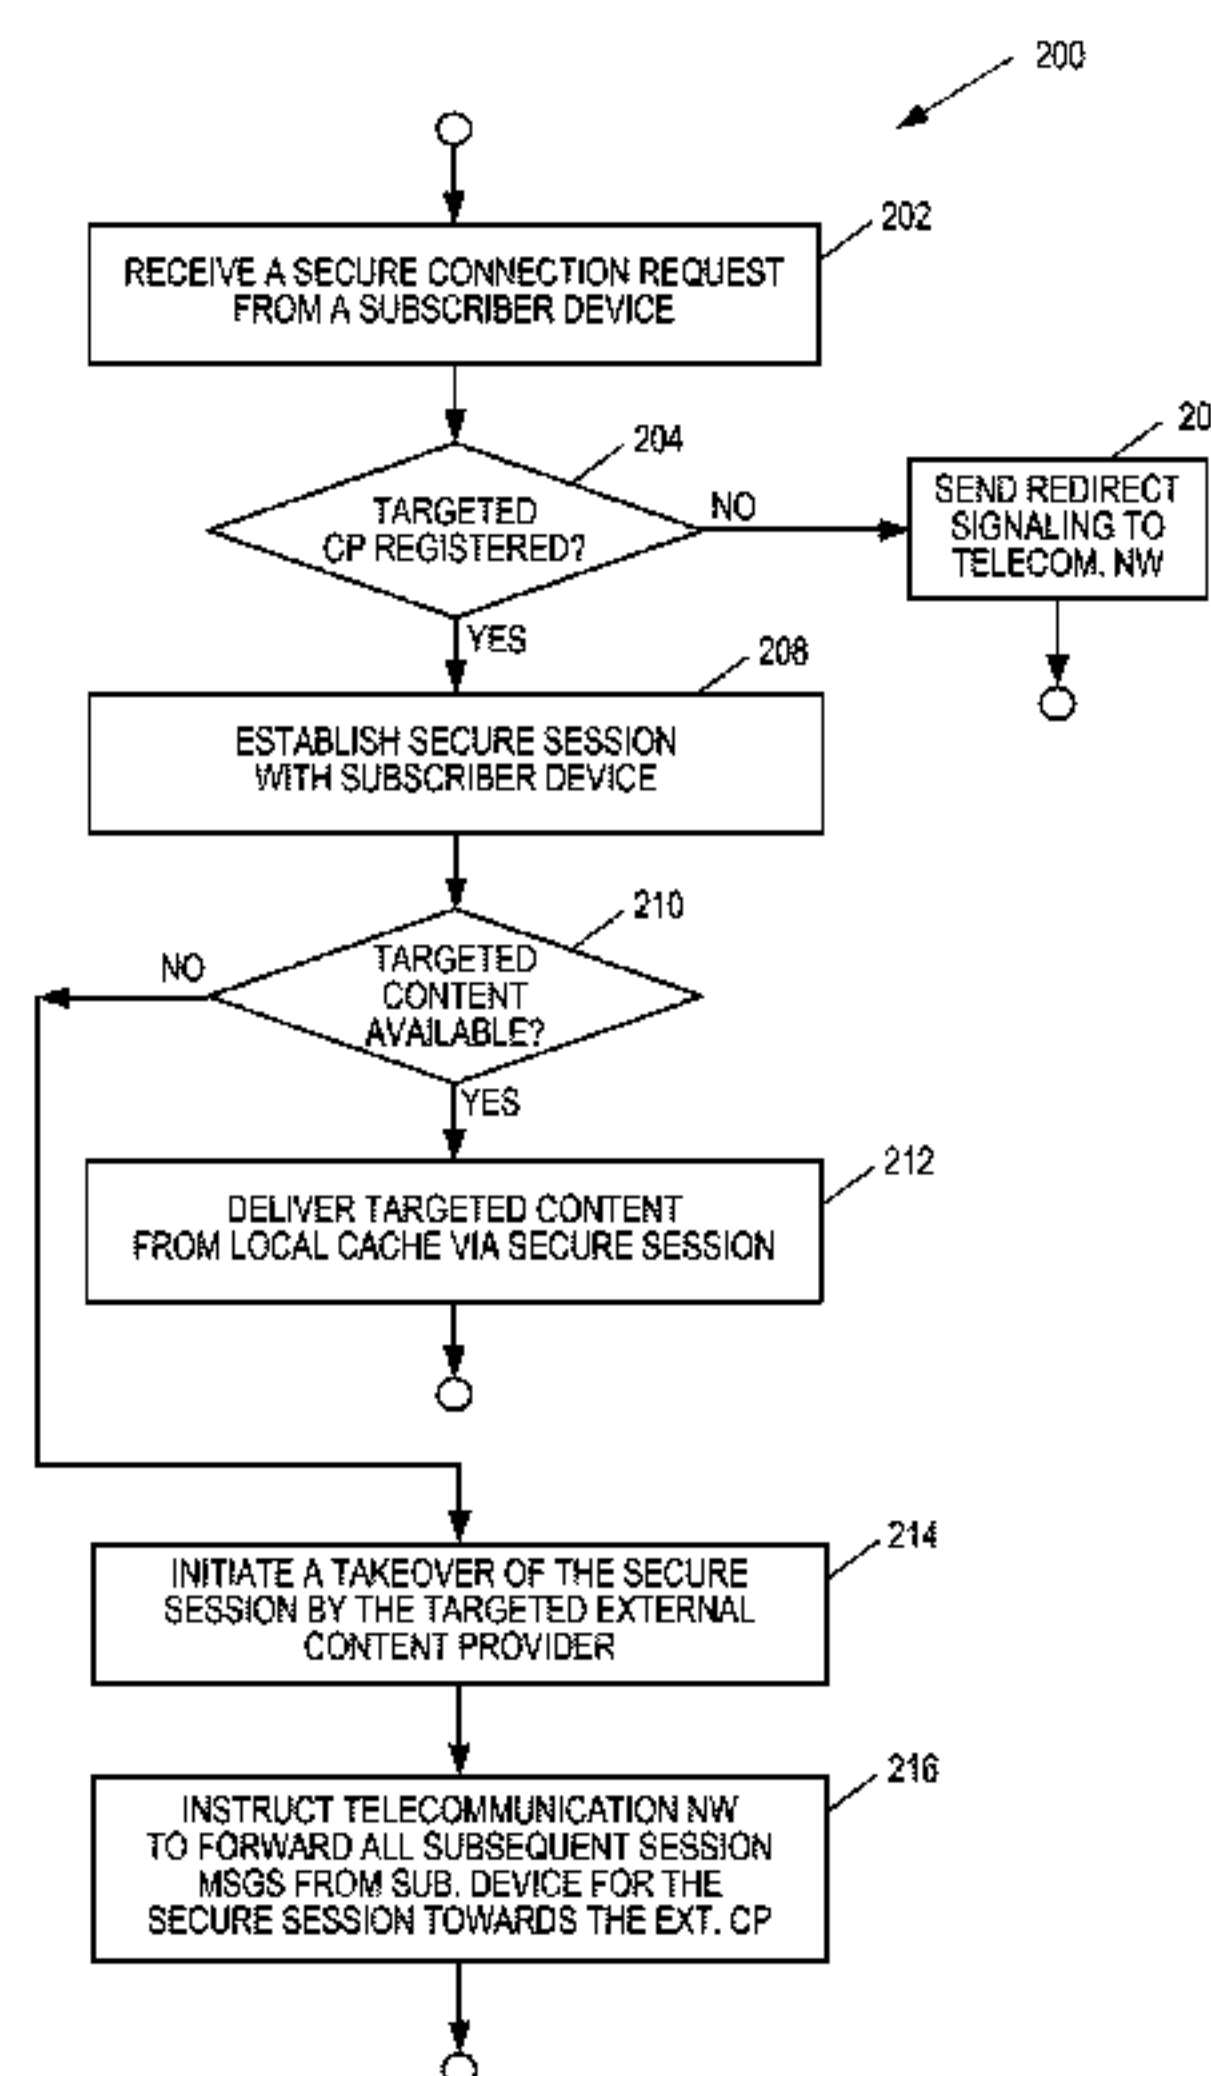 200
202
RECEIVE A SECURE CONNECTION REQUEST
FROM A SUBSCRIBER DEVICE
204
TARGETED
CP REGISTERED?
NO
20
SEND REDIRECT
SIGNALING TO
TELECOM. NW
YES
208
ESTABLISH SECURE SESSION
WITH SUBSCRIBER DEVICE
210
TARGETED
CONTENT
AVAILABLE?
NO
YES
212
DELIVER TARGETED CONTENT
FROM LOCAL CACHE VIA SECURE SESSION
214
INITIATE A TAKEOVER OF THE SECURE
SESSION BY THE TARGETED EXTERNAL
CONTENT PROVIDER
216
INSTRUCT TELECOMMUNICATION NW
TO FORWARD ALL SUBSEQUENT SESSION
MSGS FROM SUB. DEVICE FOR THE
SECURE SESSION TOWARDS THE EXT. CP